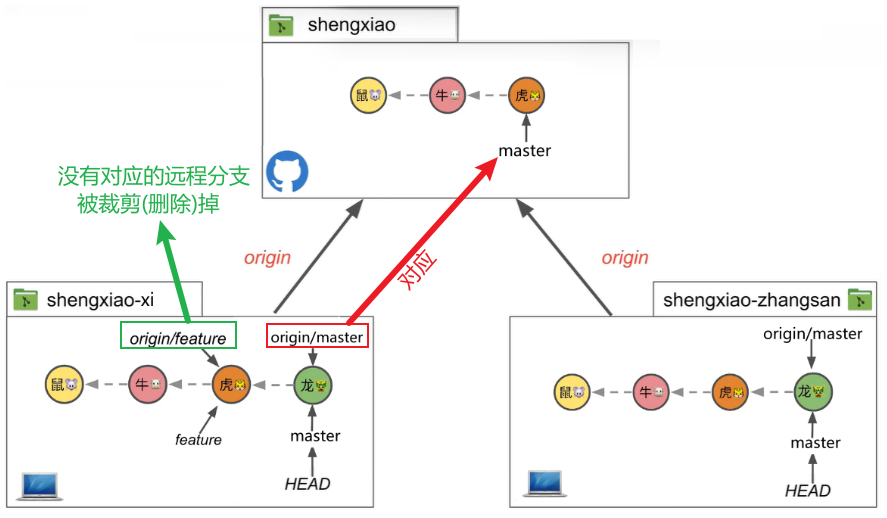 shengxiao
鼠 牛 虎
master
没有对应的远程分支
被裁剪(删除)掉
origin
对应
origin
shengxiao-xi
origin/feature
origin/master
鼠 牛 虎 龙
feature
master
HEAD
shengxiao-zhangsan
origin/master
鼠 牛 虎 龙
master
HEAD